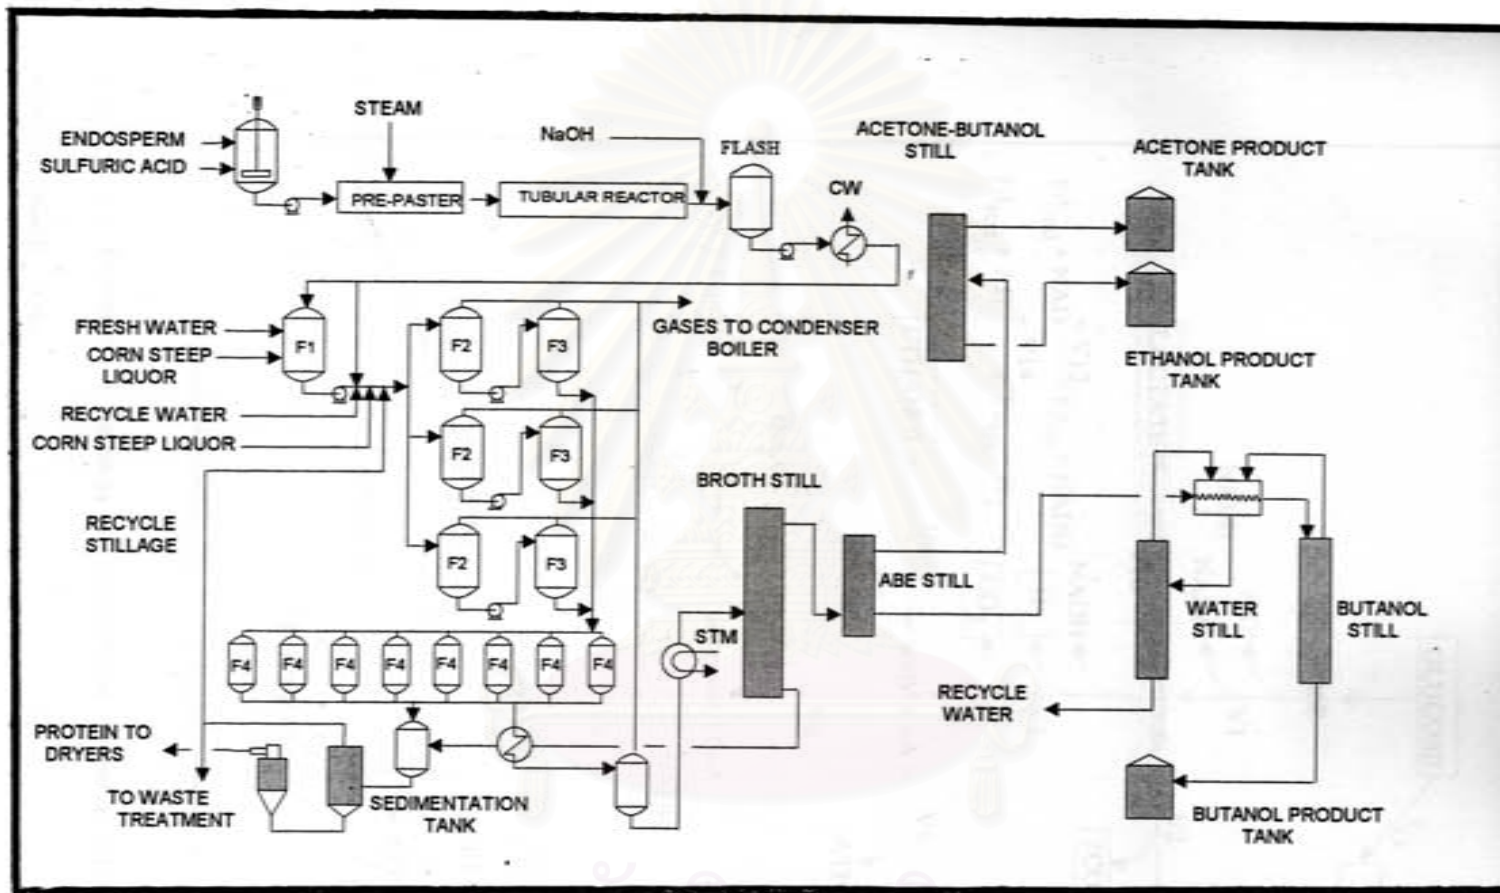 STEAM
ENDOSPERM
SULFURIC ACID
PRE-PASTER
TUBULAR REACTOR
NaOH
FLASH
CW
ACETONE-BUTANOL
STILL
ACETONE PRODUCT
TANK
ETHANOL PRODUCT
TANK
FRESH WATER
CORN STEEP
LIQUOR
RECYCLE WATER
CORN STEEP LIQUOR
F1
F2
F3
GASES TO CONDENSER
BOILER
F2
F3
F2
F3
RECYCLE
STILLAGE
BROTH STILL
ABE STILL
STM
WATER
STILL
BUTANOL
STILL
F4
F4
F4
F4
F4
F4
F4
F4
RECYCLE
WATER
PROTEIN TO
DRYERS
TO WASTE
TREATMENT
SEDIMENTATION
TANK
BUTANOL PRODUCT
TANK